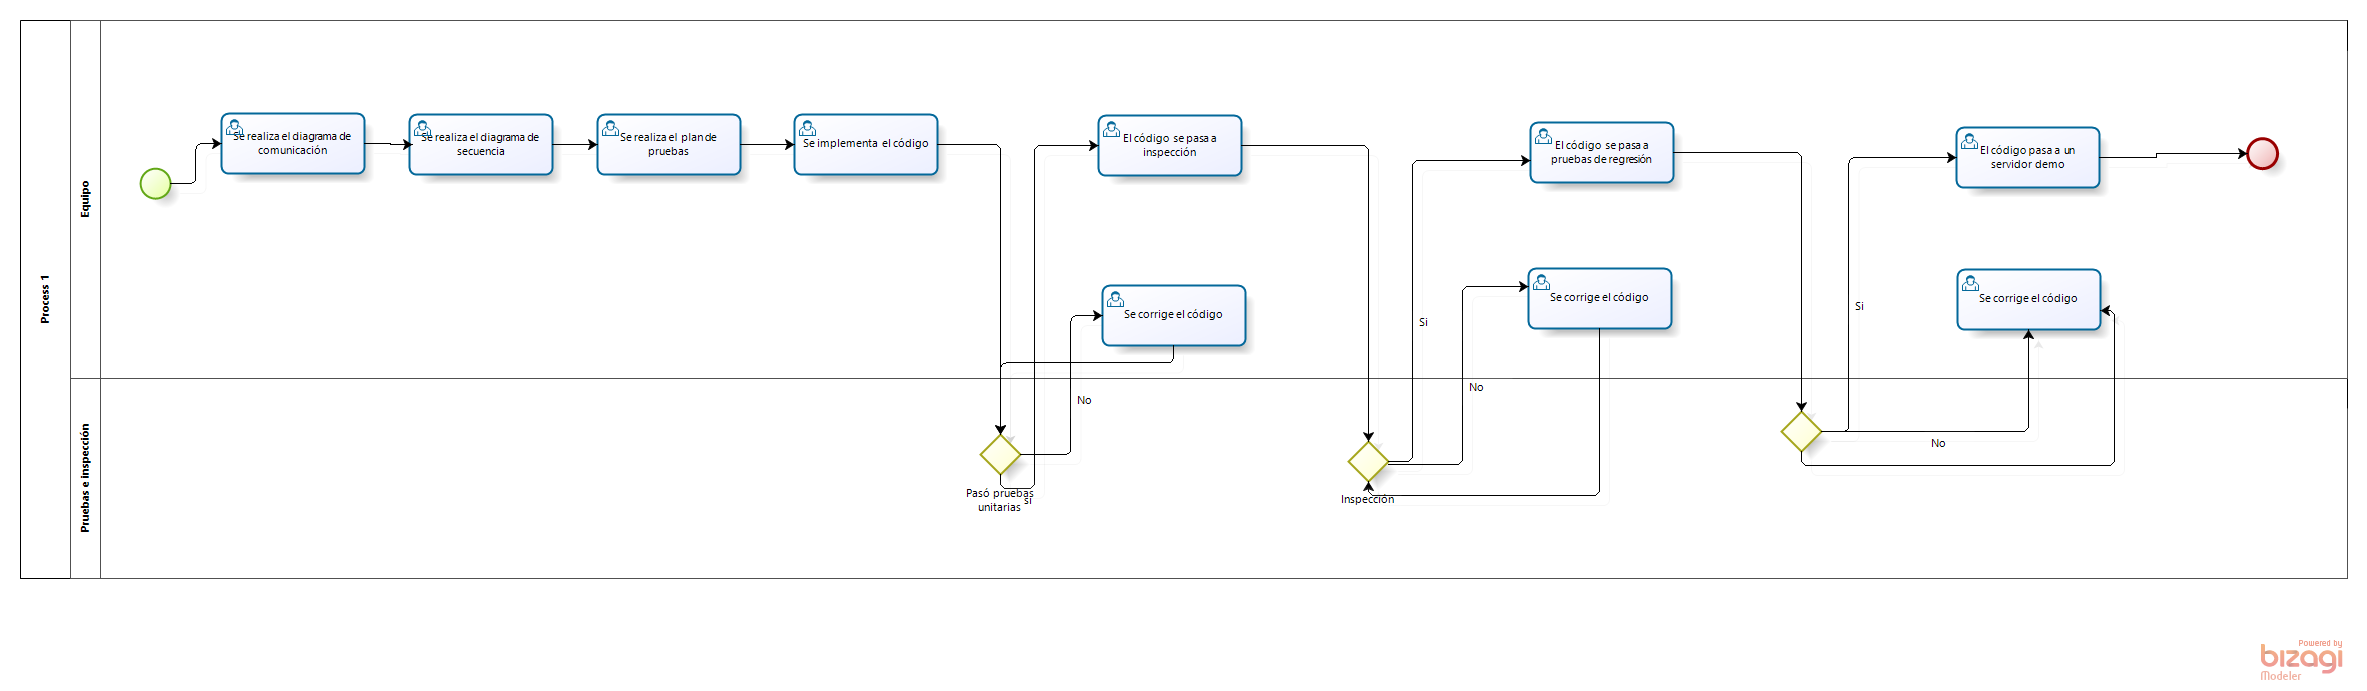 Process 1
Equipo
Pruebas e inspección
Se realiza el diagrama de
comunicación
Se realiza el diagrama de
secuencia
Se realiza el plan de
pruebas
Se implementa el código
El código se pasa a
inspección
Se corrige el código
No
Pasó pruebas
unitarias
si
El código se pasa a
pruebas de regresión
Se corrige el código
Si
No
Inspección
El código pasa a un
servidor demo
Se corrige el código
Si
No
Powered by
bizagi
Modeler